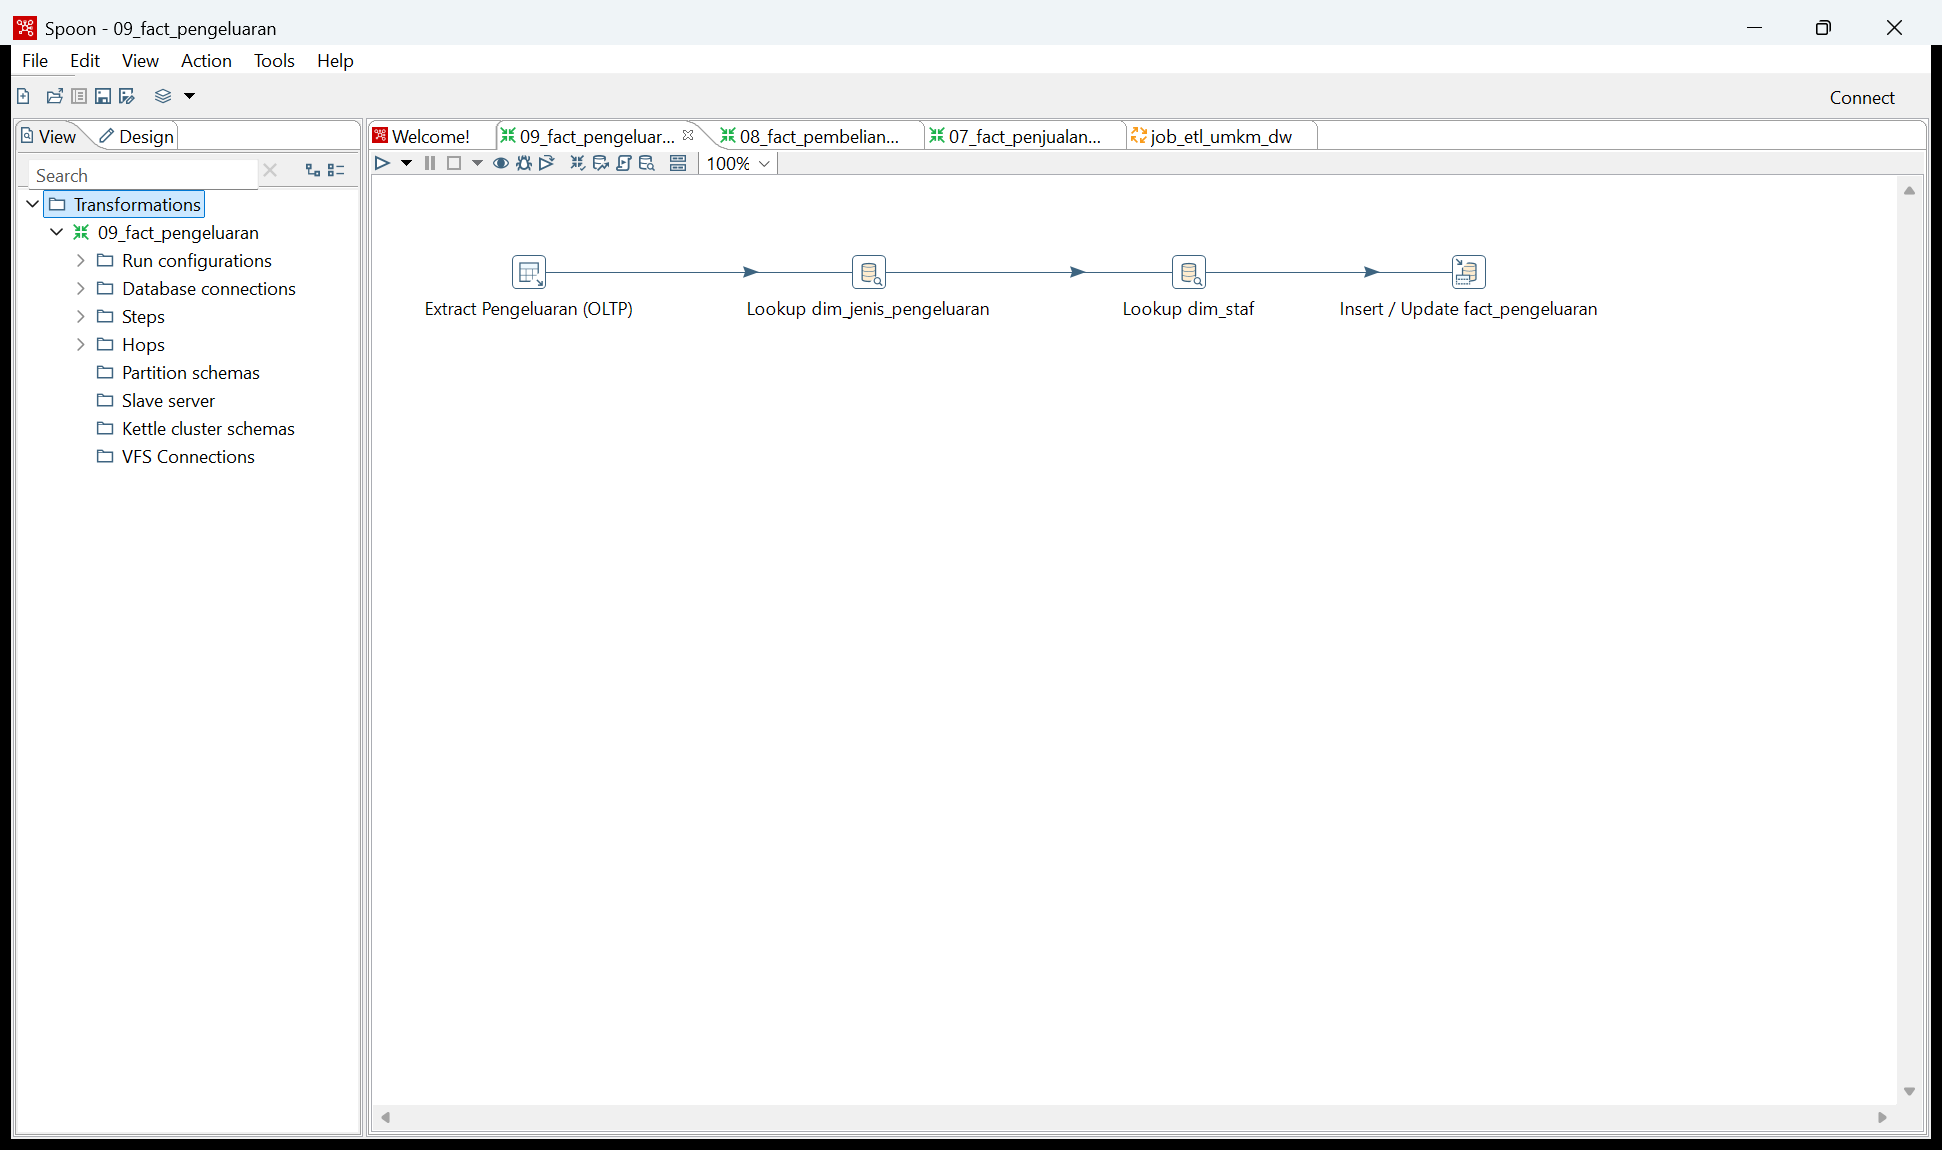 Spoon - 09_fact_pengeluaran
File Edit View Action Tools Help
Connect
View Design
Welcome! 09_fact_pengeluar... 08_fact_pembelian... 07_fact_penjualan... job_etl_umkm_dw
100%
Search
Transformations
09_fact_pengeluaran
Run configurations
Database connections
Steps
Hops
Partition schemas
Slave server
Kettle cluster schemas
VFS Connections
Extract Pengeluaran (OLTP) Lookup dim_jenis_pengeluaran Lookup dim_staf Insert / Update fact_pengeluaran